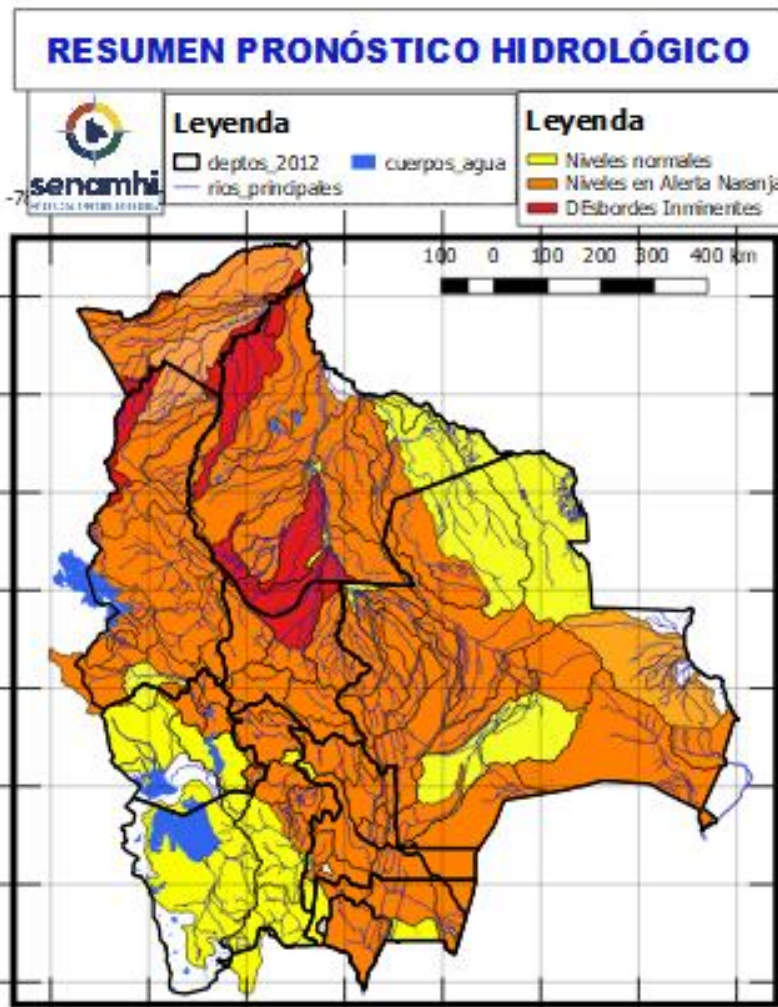 RESUMEN PRONÓSTICO HIDROLÓGICO
senamhi
Leyenda
deptos_2012
cuerpos_agua
rios_principales
Leyenda
Niveles normales
Niveles en Alerta Naranja
DEsbordes Inminentes
100 0 100 200 300 400 km